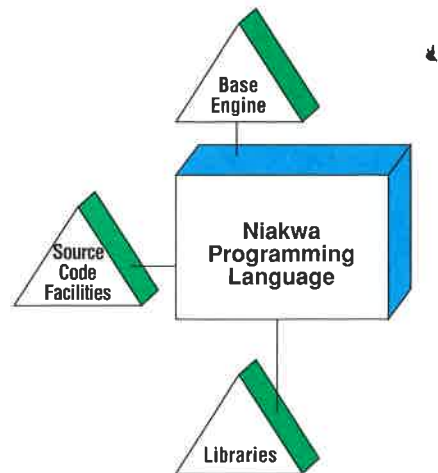 Base
Engine
Niakwa
Programming
Language
Source
Code
Facilities
Libraries